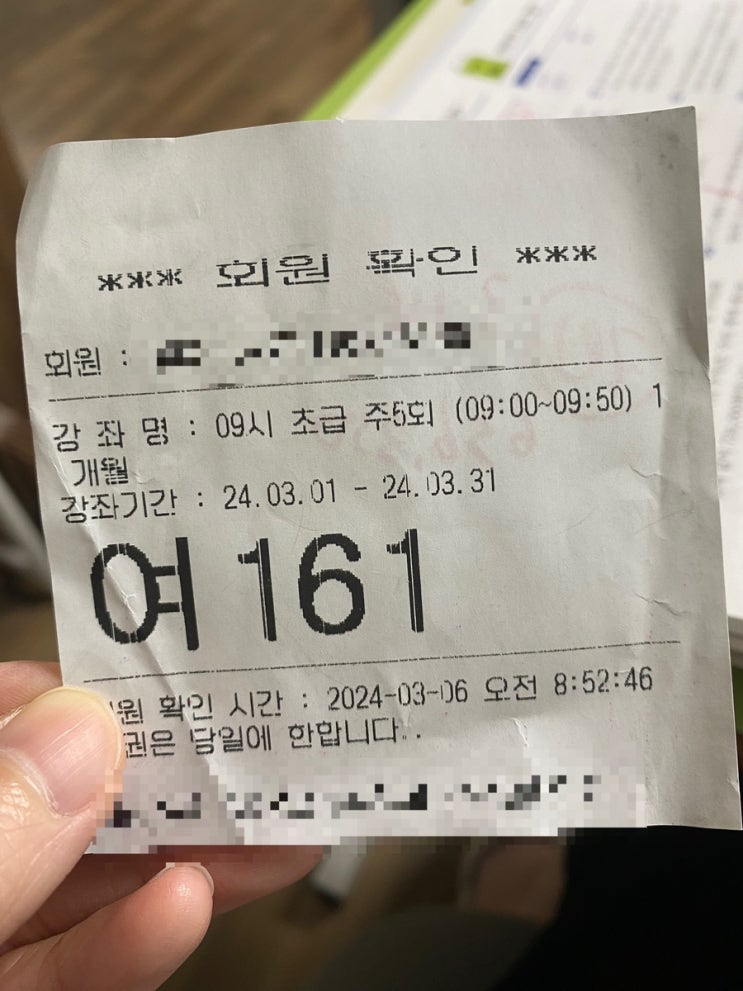 *** 회원 확인 ***
회원 :
강 좌 명 : 09시 초급 주5회 (09:00~09:50) 1
개월
강좌기간 : 24.03.01 - 24.03.31
여 161
원 확인 시간 : 2024-03-06 오전 8:52:46
권은 당일에 한합니다..